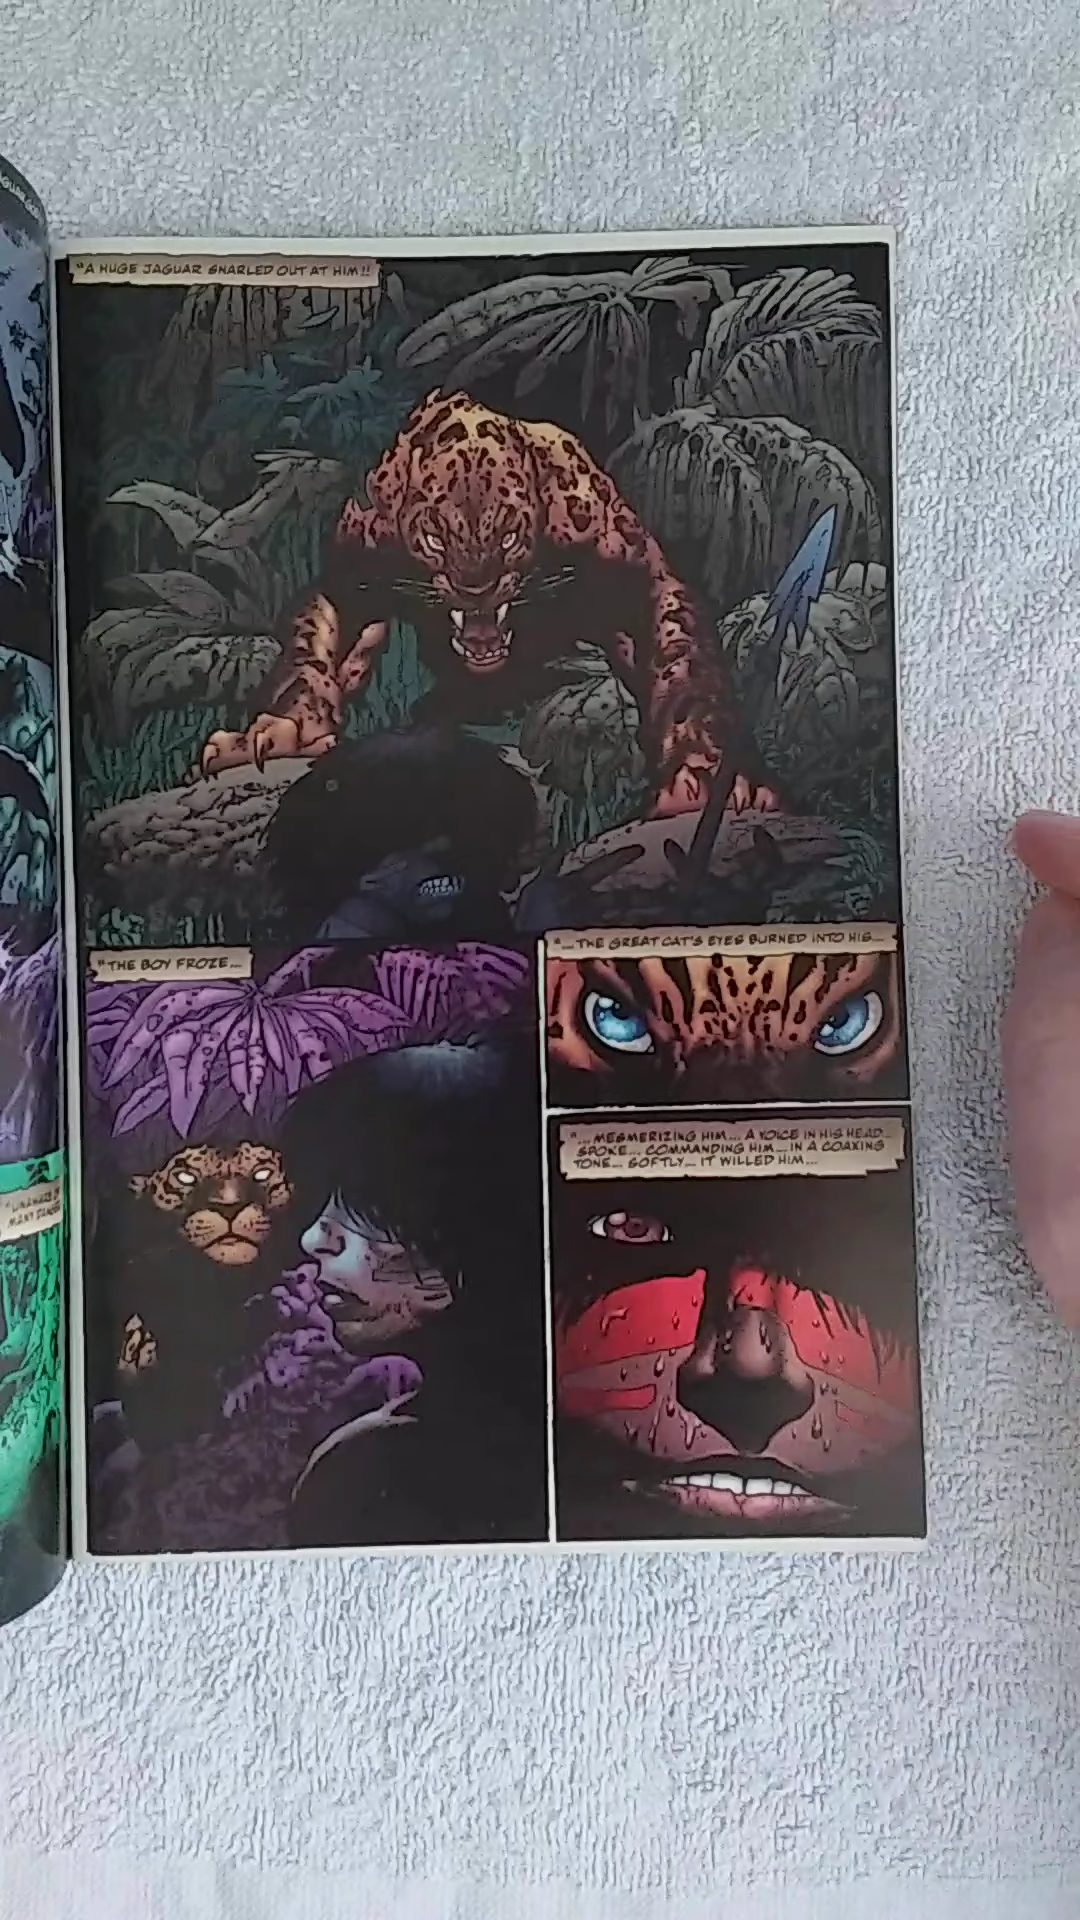 "A HUGE JAGUAR SNARLED OUT AT HIM!!
"THE BOY FROZE...
"...THE GREAT CAT'S EYES BURNED INTO HIS...
"...MESMERIZING HIM... A VOICE IN HIS HEAD...
SPOKE... COMMANDING HIM... IN A COAXING
TONE... SOFTLY... IT WILLED HIM...
MANY